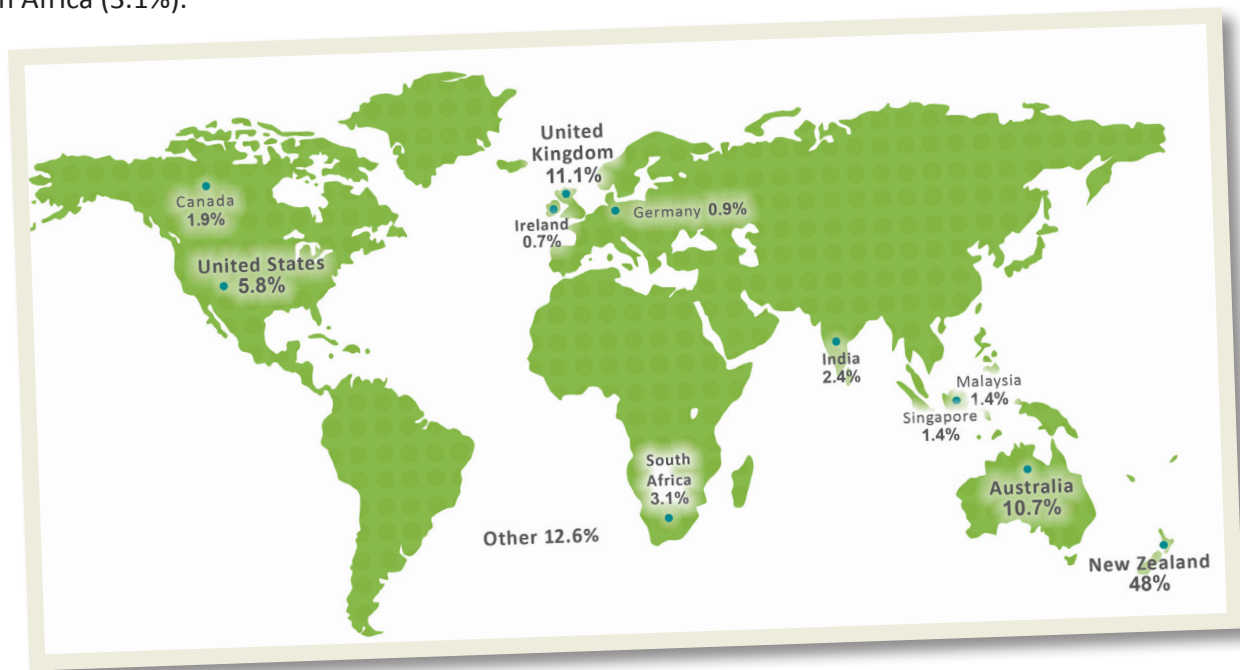 n Africa (3.1%).
United
Kingdom
11.1%
Canada
1.9%
Ireland
0.7%
Germany 0.9%
United States
5.8%
India
2.4%
Malaysia
1.4%
Singapore
1.4%
South
Africa
3.1%
Australia
10.7%
Other 12.6%
New Zealand
48%